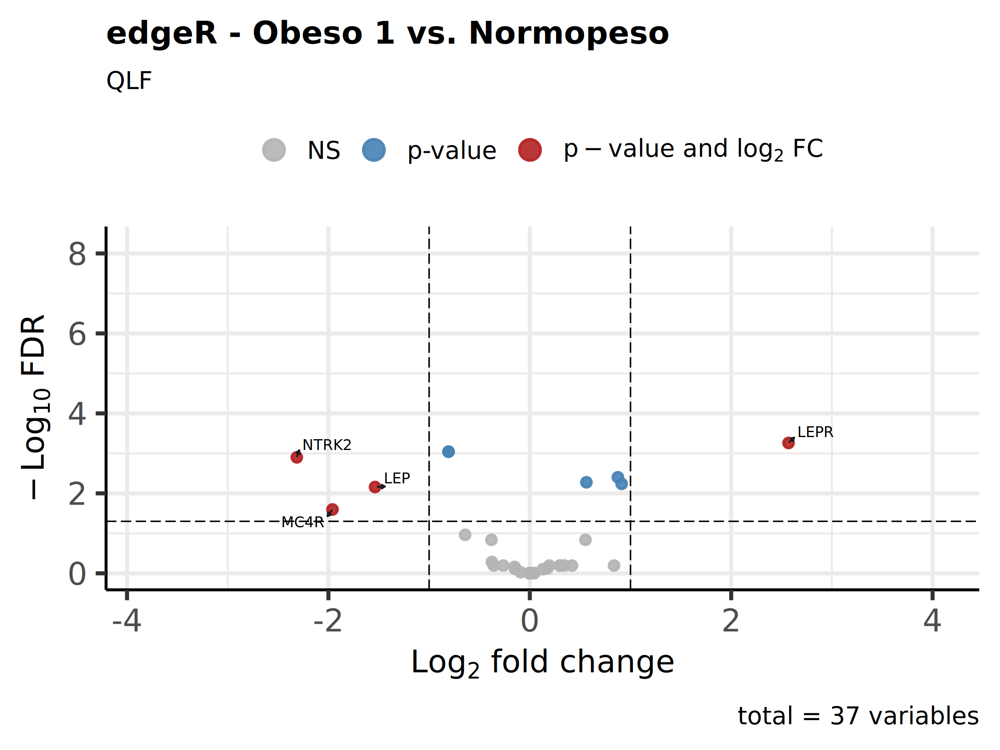 edgeR - Obeso 1 vs. Normopeso
QLF
NS p-value p − value and log₂ FC
8
6
4
2
0
− Log₁₀ FDR
LEPR
NTRK2
LEP
MC4R
-4 -2 0 2 4
Log₂ fold change
total = 37 variables